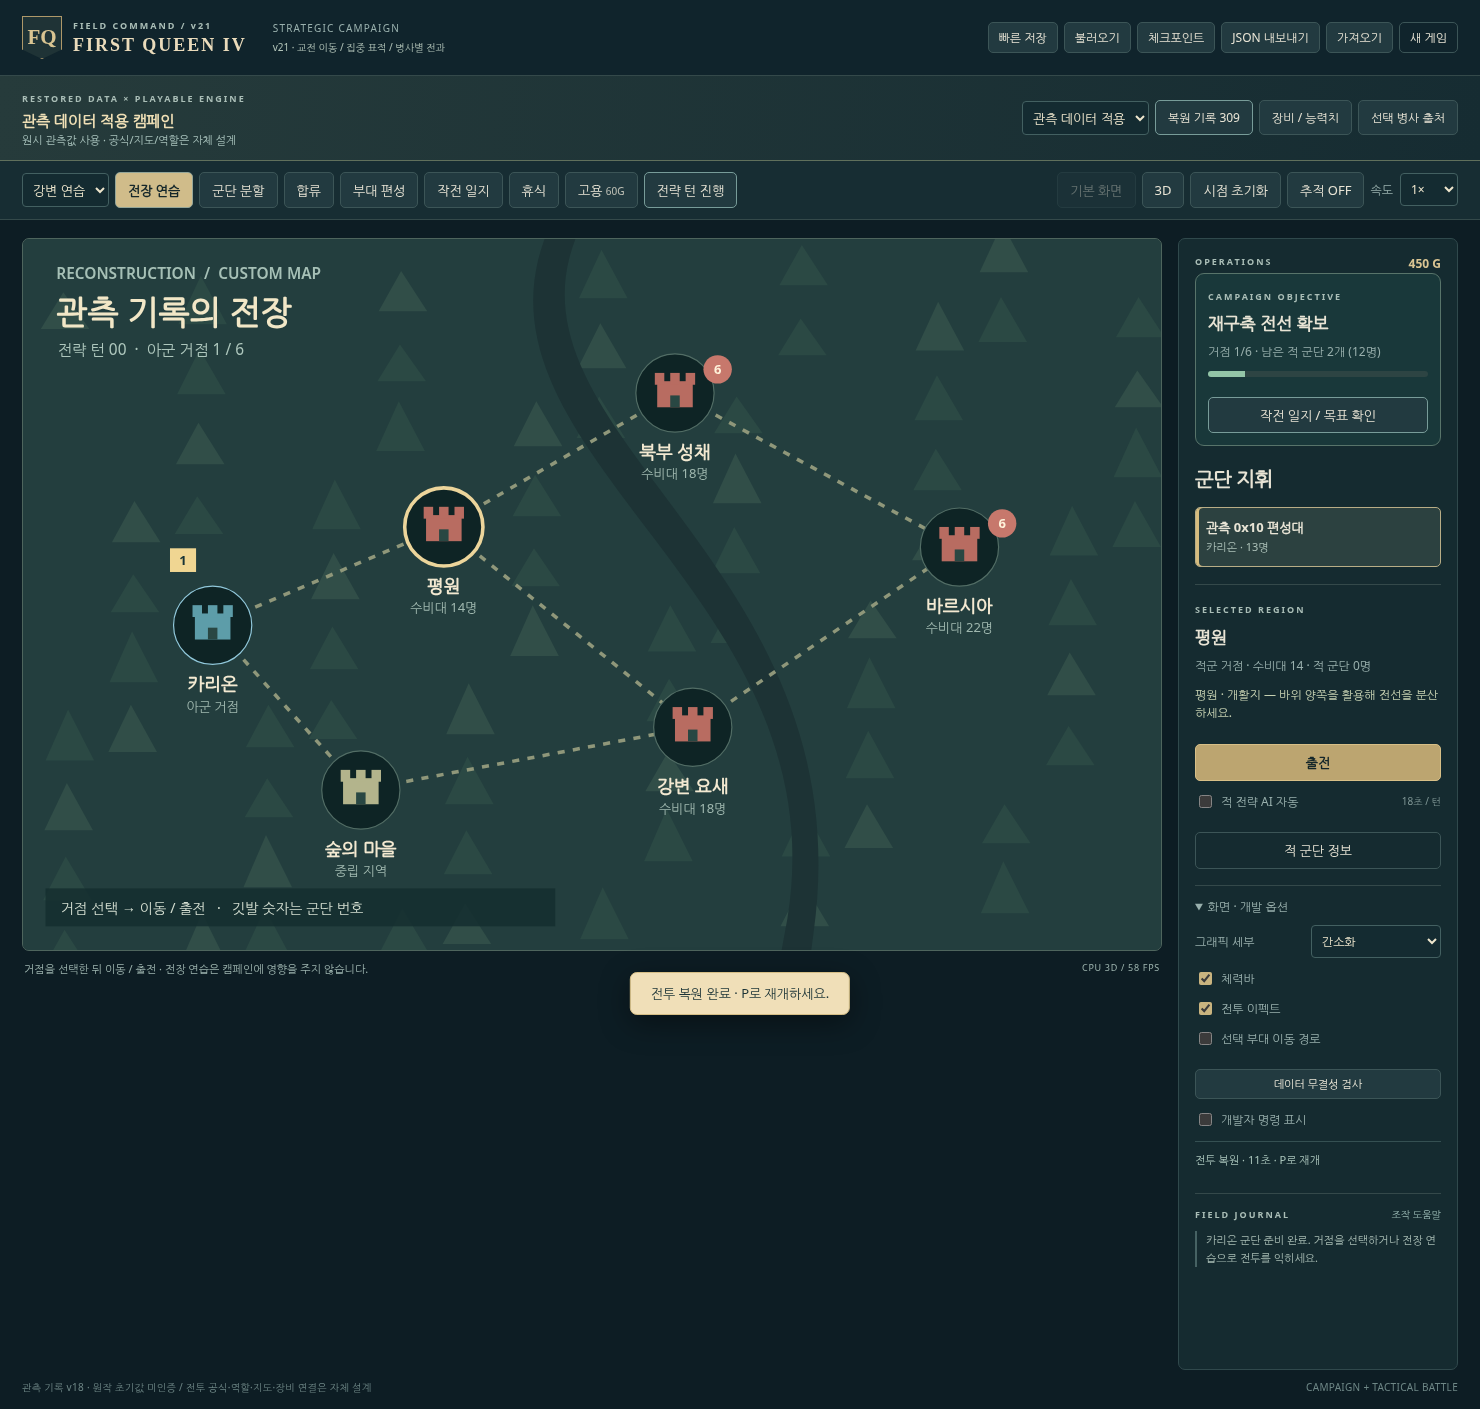 FQ
FIELD COMMAND / v21
FIRST QUEEN IV
STRATEGIC CAMPAIGN
v21 · 교전 이동 / 집중 표적 / 병사별 전과
빠른 저장
불러오기
체크포인트
JSON 내보내기
가져오기
새 게임
RESTORED DATA × PLAYABLE ENGINE
관측 데이터 적용 캠페인
원시 관측값 사용 · 공식/지도/역할은 자체 설계
관측 데이터 적용
복원 기록 309
장비 / 능력치
선택 병사 출처
강변 연습
전장 연습
군단 분할
합류
부대 편성
작전 일지
휴식
고용 60G
전략 턴 진행
기본 화면
3D
시점 초기화
추적 OFF
속도
1×
RECONSTRUCTION / CUSTOM MAP
관측 기록의 전장
전략 턴 00 · 아군 거점 1 / 6
6
북부 성채
수비대 18명
6
바르시아
수비대 22명
평원
수비대 14명
1
카리온
아군 거점
강변 요새
수비대 18명
숲의 마을
중립 지역
거점 선택 → 이동 / 출전 · 깃발 숫자는 군단 번호
거점을 선택한 뒤 이동 / 출전 · 전장 연습은 캠페인에 영향을 주지 않습니다.
CPU 3D / 58 FPS
전투 복원 완료 · P로 재개하세요.
OPERATIONS
450 G
CAMPAIGN OBJECTIVE
재구축 전선 확보
거점 1/6 · 남은 적 군단 2개 (12명)
작전 일지 / 목표 확인
군단 지휘
관측 0x10 편성대
카리온 · 13명
SELECTED REGION
평원
적군 거점 · 수비대 14 · 적 군단 0명
평원 · 개활지 — 바위 양쪽을 활용해 전선을 분산
하세요.
출전
적 전략 AI 자동
18초 / 턴
적 군단 정보
▼ 화면 · 개발 옵션
그래픽 세부
간소화
체력바
전투 이펙트
선택 부대 이동 경로
데이터 무결성 검사
개발자 명령 표시
전투 복원 · 11초 · P로 재개
FIELD JOURNAL
조작 도움말
카리온 군단 준비 완료. 거점을 선택하거나 전장 연
습으로 전투를 익히세요.
관측 기록 v18 · 원작 초기값 미인증 / 전투 공식·역할·지도·장비 연결은 자체 설계
CAMPAIGN + TACTICAL BATTLE